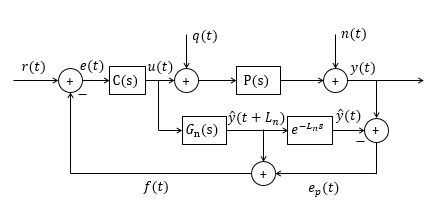 q(t)
n(t)
r(t)
+
−
e(t)
C(s)
u(t)
+
P(s)
+
y(t)
Gₙ(s)
ŷ(t + Lₙ)
e^{−Lₙs}
ŷ(t)
−
+
+
f(t)
eₚ(t)